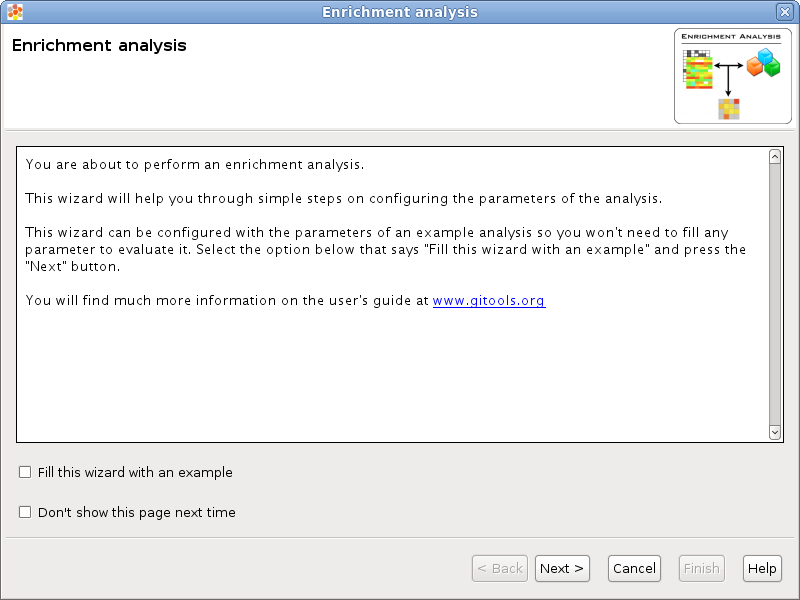 Enrichment analysis
Enrichment analysis
Enrichment Analysis
You are about to perform an enrichment analysis.
This wizard will help you through simple steps on configuring the parameters of the analysis.
This wizard can be configured with the parameters of an example analysis so you won't need to fill any
parameter to evaluate it. Select the option below that says "Fill this wizard with an example" and press the
"Next" button.
You will find much more information on the user's guide at www.gitools.org
Fill this wizard with an example
Don't show this page next time
< Back Next > Cancel Finish Help